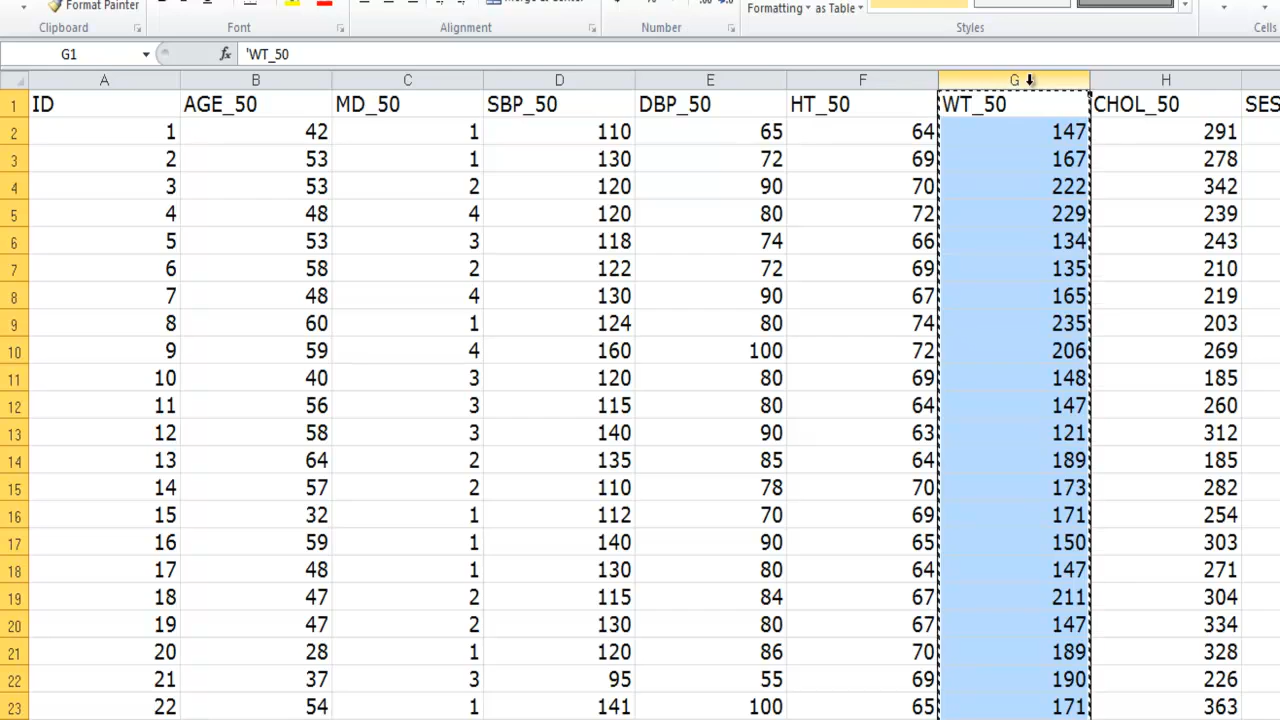 Format Painter
Formatting as Table
Clipboard Font Alignment Number Styles Cells
G1 fx 'WT_50
A B C D E F G H
1 ID AGE_50 MD_50 SBP_50 DBP_50 HT_50 WT_50 CHOL_50 SES
2 1 42 1 110 65 64 147 291
3 2 53 1 130 72 69 167 278
4 3 53 2 120 90 70 222 342
5 4 48 4 120 80 72 229 239
6 5 53 3 118 74 66 134 243
7 6 58 2 122 72 69 135 210
8 7 48 4 130 90 67 165 219
9 8 60 1 124 80 74 235 203
10 9 59 4 160 100 72 206 269
11 10 40 3 120 80 69 148 185
12 11 56 3 115 80 64 147 260
13 12 58 3 140 90 63 121 312
14 13 64 2 135 85 64 189 185
15 14 57 2 110 78 70 173 282
16 15 32 1 112 70 69 171 254
17 16 59 1 140 90 65 150 303
18 17 48 1 130 80 64 147 271
19 18 47 2 115 84 67 211 304
20 19 47 2 130 80 67 147 334
21 20 28 1 120 86 70 189 328
22 21 37 3 95 55 69 190 226
23 22 54 1 141 100 65 171 363